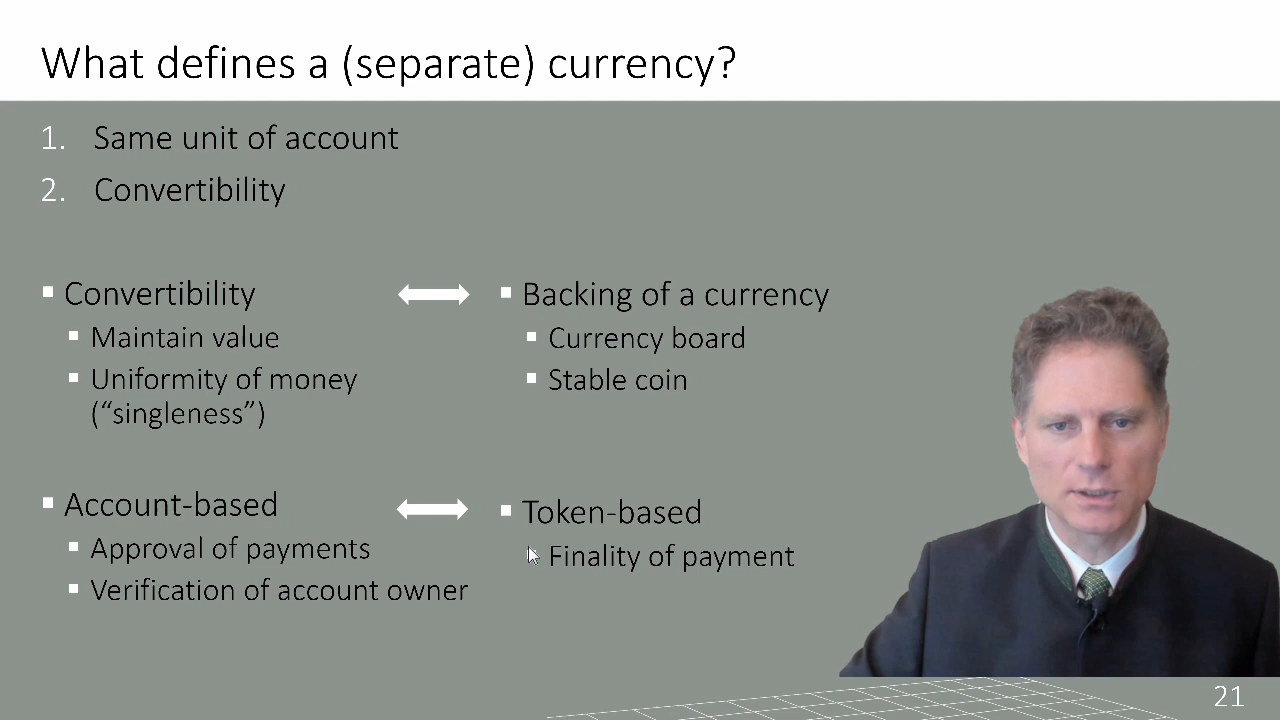 What defines a (separate) currency?
1. Same unit of account
2. Convertibility
Convertibility
Maintain value
Uniformity of money
(“singleness”)
Backing of a currency
Currency board
Stable coin
Account-based
Approval of payments
Verification of account owner
Token-based
Finality of payment
21